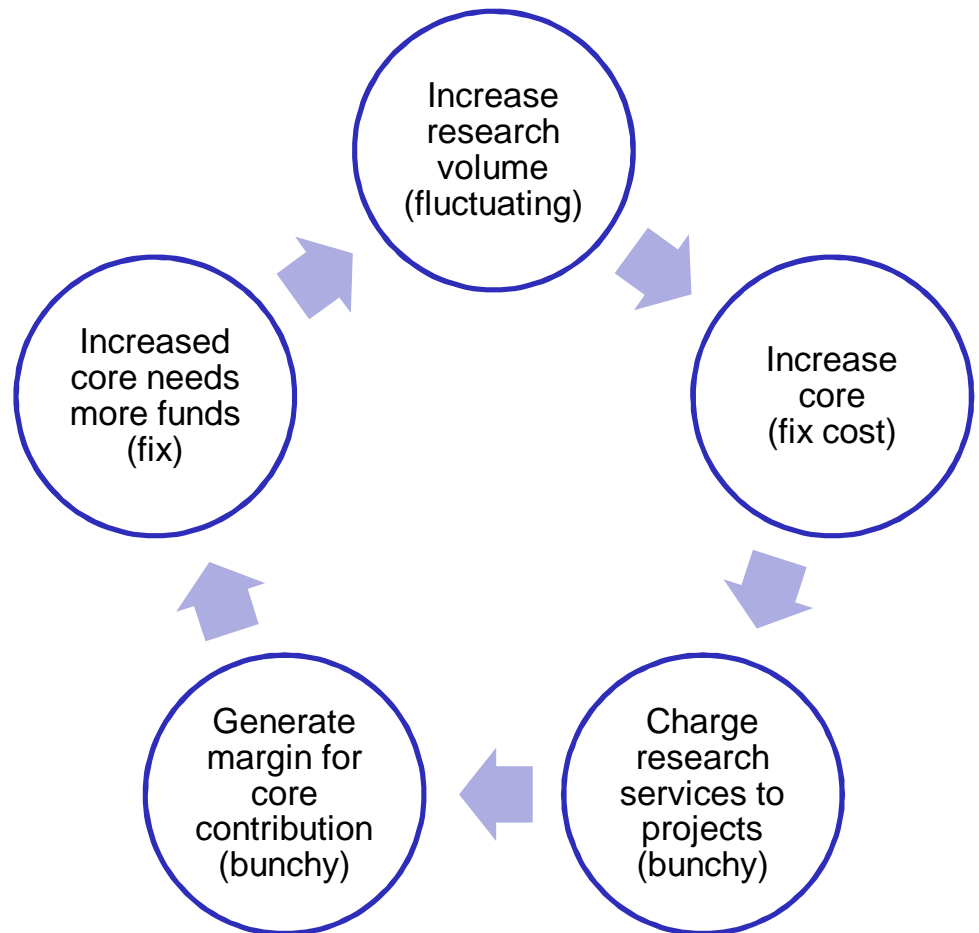 Increase
research
volume
(fluctuating)
Increase
core
(fix cost)
Charge
research
services to
projects
(bunchy)
Generate
margin for
core
contribution
(bunchy)
Increased
core needs
more funds
(fix)